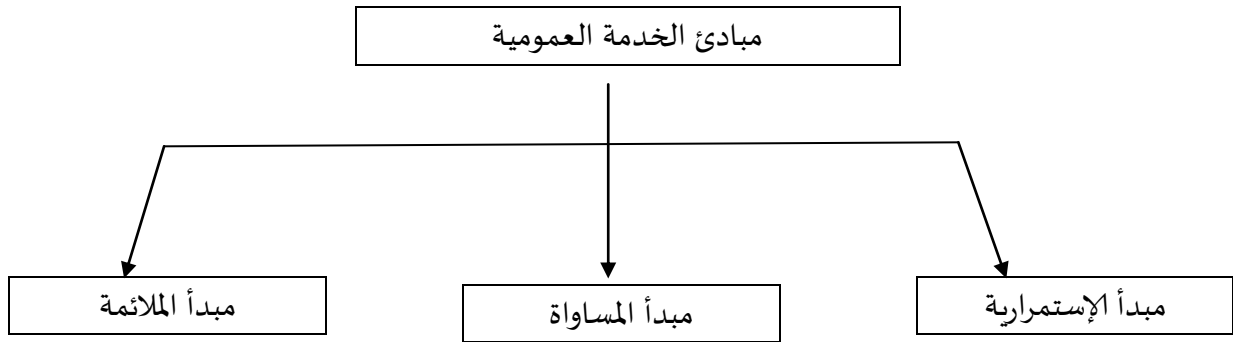 مبادئ الخدمة العمومية
مبدأ الإستمرارية
مبدأ المساواة
مبدأ الملائمة